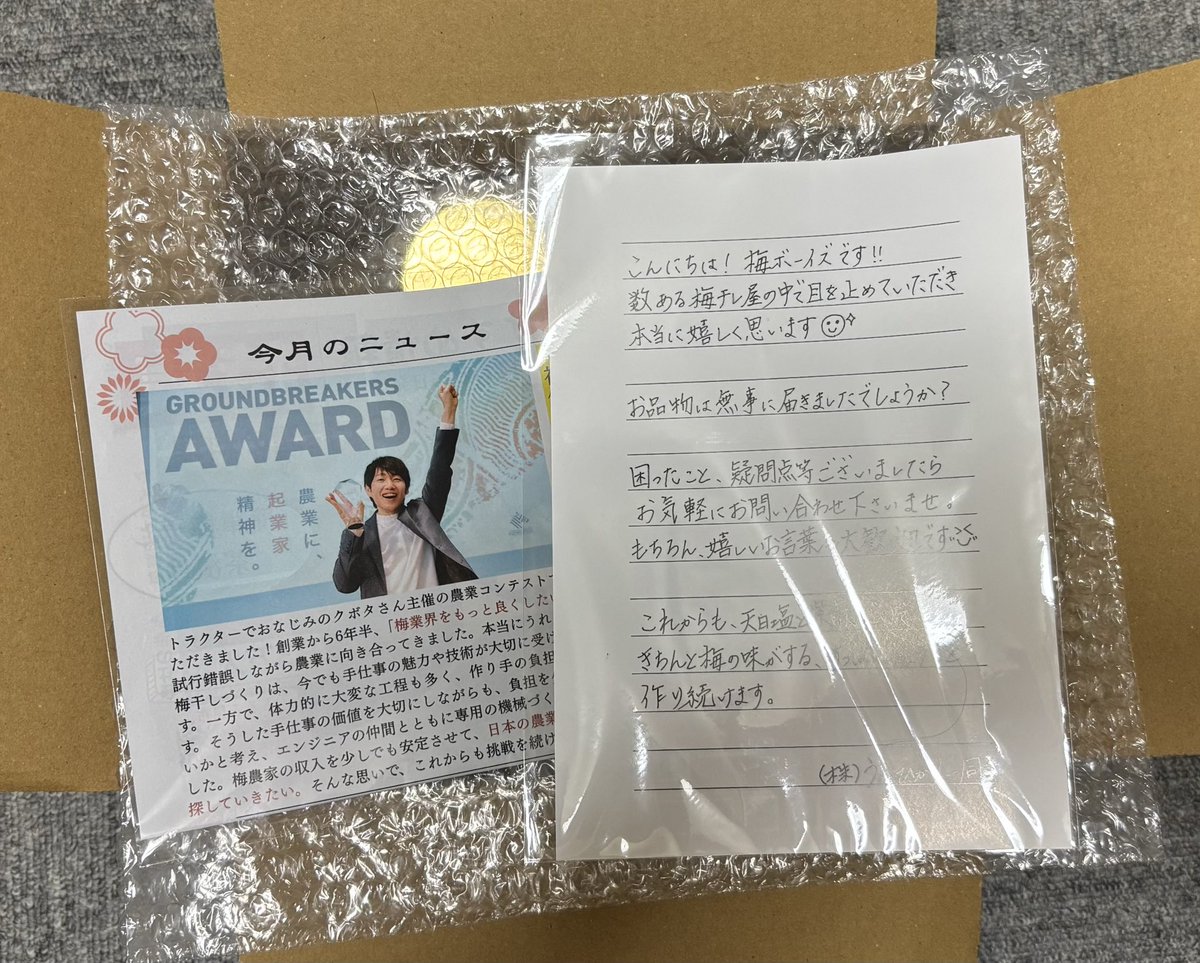 今月のニュース
GROUNDBREAKERS
AWARD
農業に、
起業家
精神を。
トラクターでおなじみのクボタさん主催の農業コンテストで
ただきました！創業から6年半、「梅業界をもっと良くしたい
試行錯誤しながら農業に向き合ってきました。本当にうれ
梅干しづくりは、今でも手仕事の魅力や技術が大切に受け
す。一方で、体力的に大変な工程も多く、作り手の負担
す。そうした手仕事の価値を大切にしながらも、負担を
いかと考え、エンジニアの仲間とともに専用の機械づく
した。梅農家の収入を少しでも安定させて、日本の農業
探していきたい。そんな思いで、これからも挑戦を続け
こんにちは！梅ボーイズです!!
数ある梅干し屋の中で目を止めていただき
本当に嬉しく思います
お品物は無事に届きましたでしょうか？
困ったこと、疑問点等ございましたら
お気軽にお問い合わせ下さいませ。
もちろん、嬉しいお言葉も大歓迎です
これからも、天日塩と
きちんと梅の味がする、
作り続けます。
(株)う